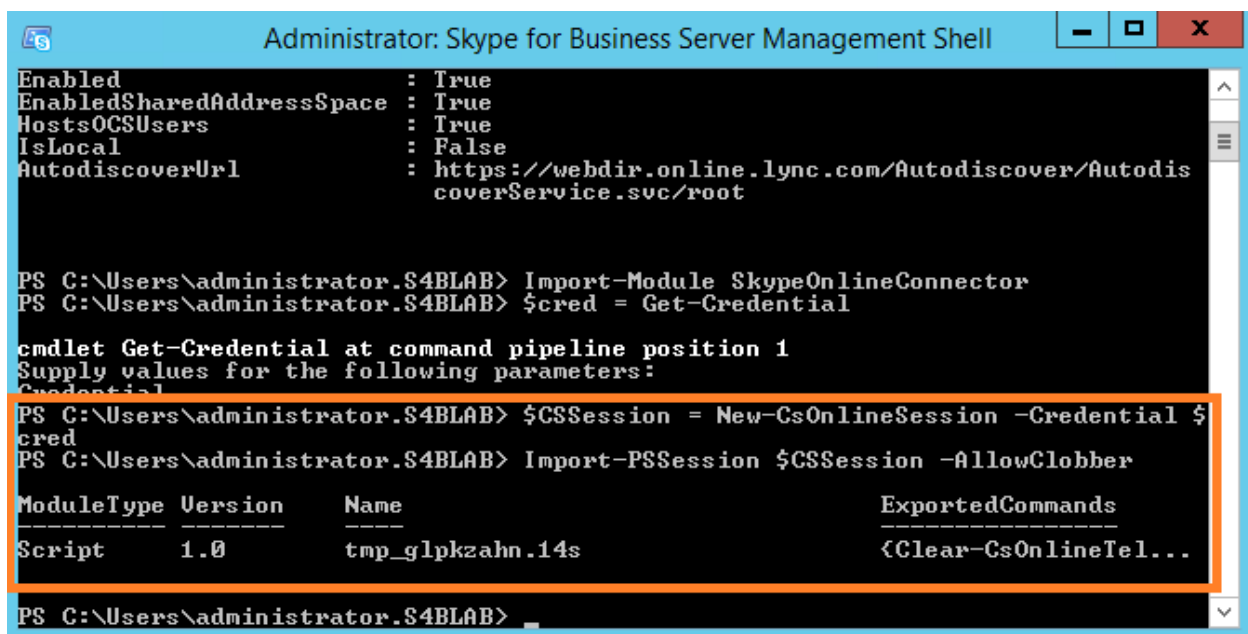 Administrator: Skype for Business Server Management Shell
Enabled : True
EnabledSharedAddressSpace : True
HostsOCSUsers : True
IsLocal : False
AutodiscoverUrl : https://webdir.online.lync.com/Autodiscover/Autodis
coverService.svc/root
PS C:\Users\administrator.S4BLAB> Import-Module SkypeOnlineConnector
PS C:\Users\administrator.S4BLAB> $cred = Get-Credential
cmdlet Get-Credential at command pipeline position 1
Supply values for the following parameters:
Credential
PS C:\Users\administrator.S4BLAB> $CSSession = New-CsOnlineSession -Credential $
cred
PS C:\Users\administrator.S4BLAB> Import-PSSession $CSSession -AllowClobber
ModuleType Version Name ExportedCommands
---------- ------- ---- ----------------
Script 1.0 tmp_glpkzahn.14s {Clear-CsOnlineTel...
PS C:\Users\administrator.S4BLAB> _